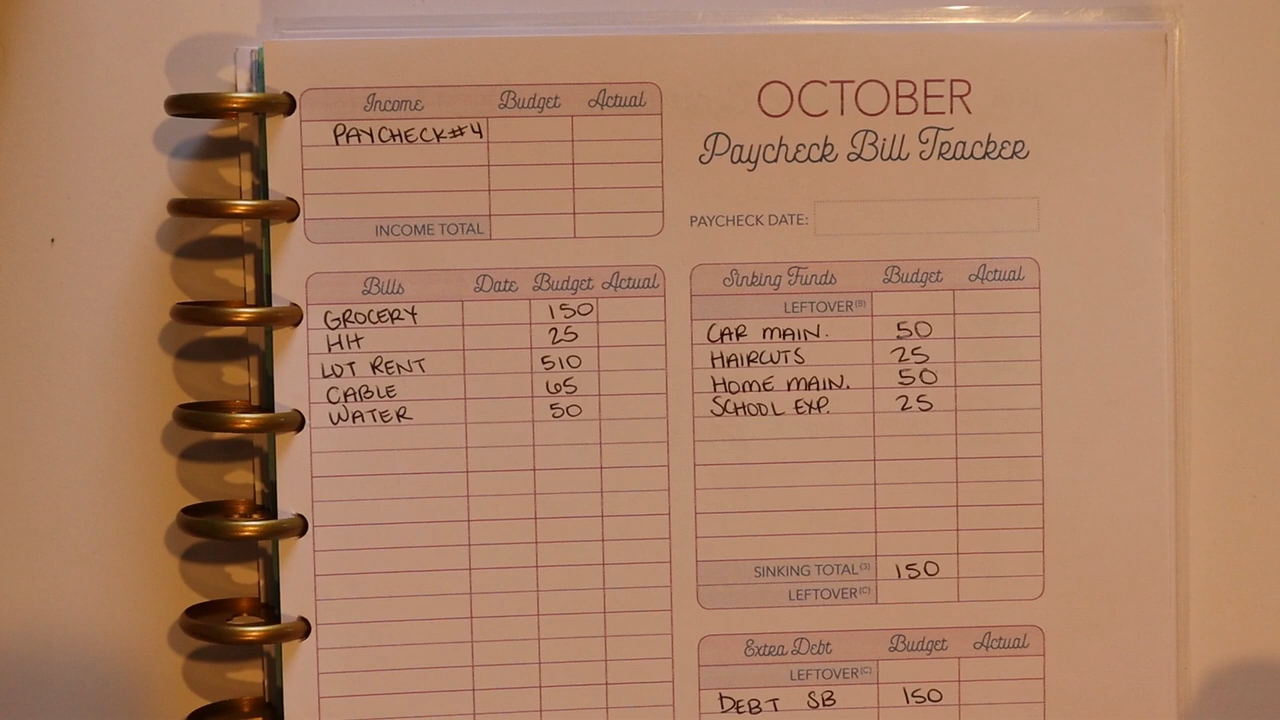 OCTOBER
Paycheck Bill Tracker
PAYCHECK DATE:
Income Budget Actual
PAYCHECK#4
INCOME TOTAL
Bills Date Budget Actual
GROCERY 150
HH 25
LOT RENT 510
CABLE 65
WATER 50
Sinking Funds Budget Actual
LEFTOVER(B)
CAR MAIN. 50
HAIRCUTS 25
HOME MAIN. 50
SCHOOL EXP. 25
SINKING TOTAL(3) 150
LEFTOVER(C)
Extra Debt Budget Actual
LEFTOVER(C)
DEBT SB 150